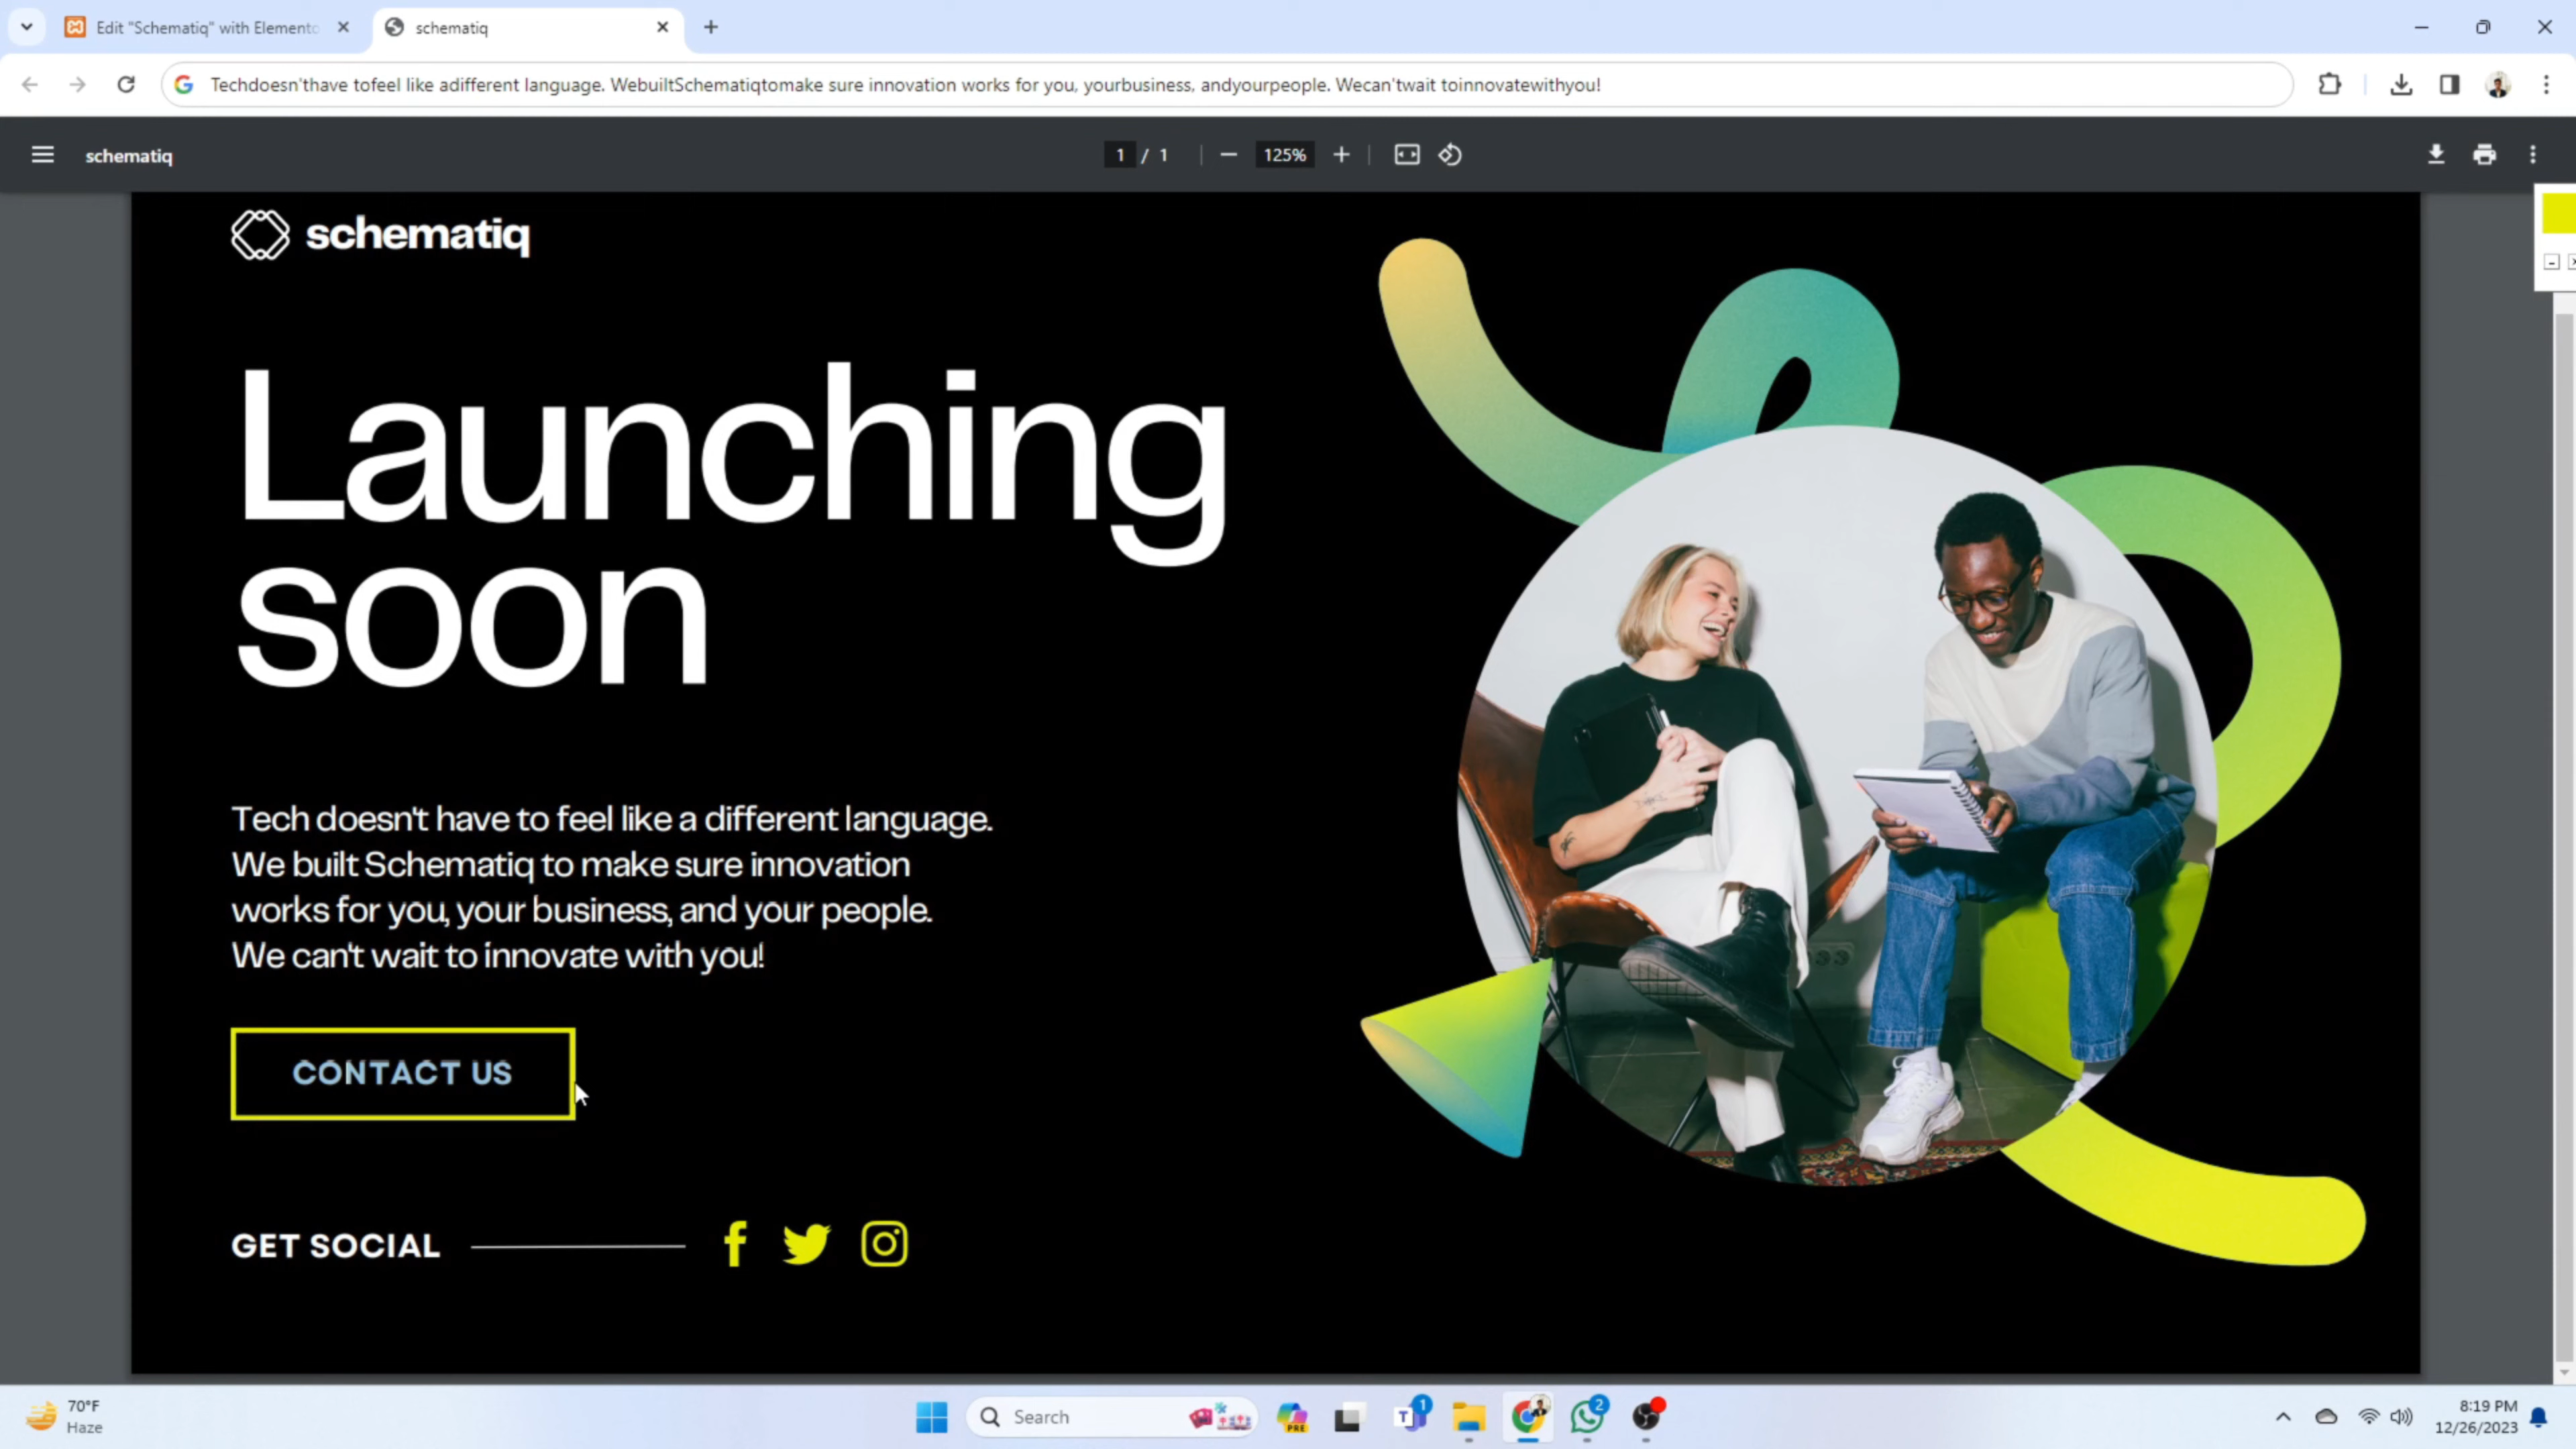 Edit "Schematiq" with Elemento
schematiq
Techdoesn'thave tofeel like adifferent language. WebuiltSchematiqtomake sure innovation works for you, yourbusiness, andyourpeople. Wecan'twait toinnovatewithyou!
schematiq
1 / 1
125%
schematiq
Launching
soon
Tech doesn't have to feel like a different language.
We built Schematiq to make sure innovation
works for you, your business, and your people.
We can't wait to innovate with you!
CONTACT US
GET SOCIAL
70°F
Haze
Search
PRE
1
2
8:19 PM
12/26/2023